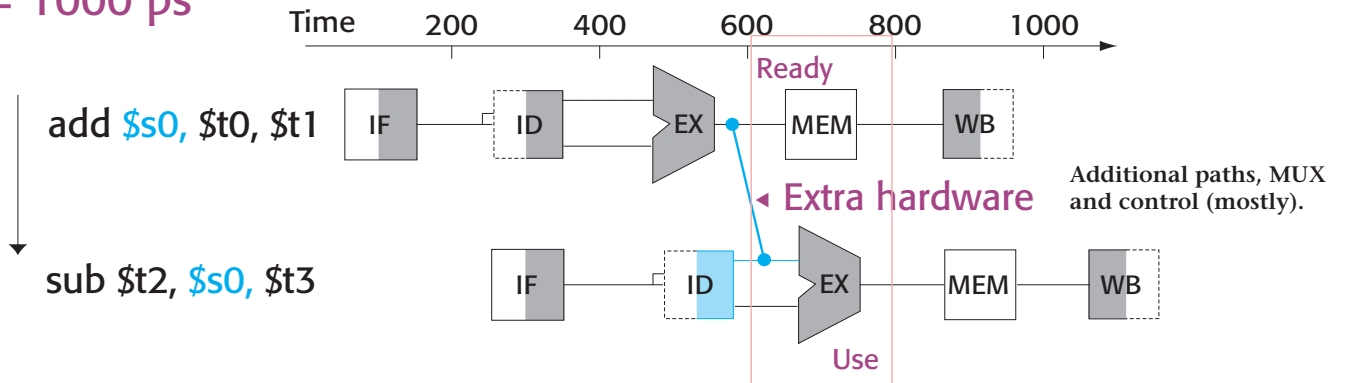 = 1000 ps
Time 200 400 600 800 1000
Ready
add $s0, $t0, $t1 IF ID EX MEM WB
Extra hardware
Additional paths, MUX
and control (mostly).
sub $t2, $s0, $t3 IF ID EX MEM WB
Use